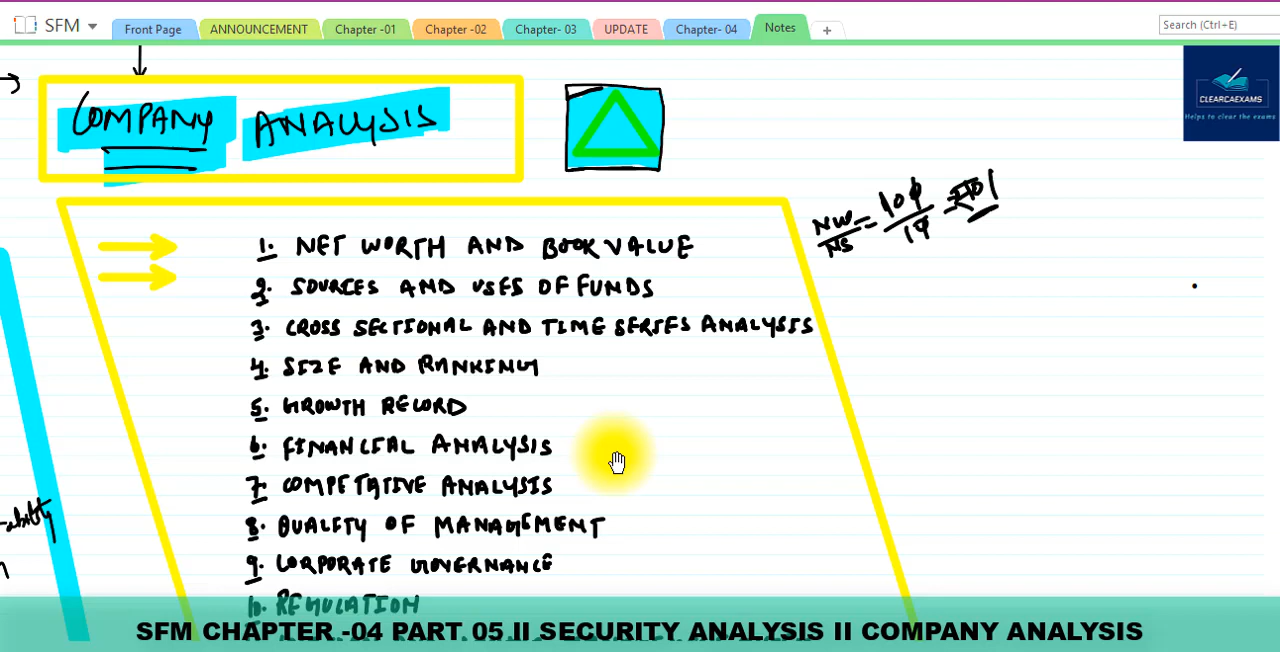 SFM
Front Page
ANNOUNCEMENT
Chapter -01
Chapter -02
Chapter- 03
UPDATE
Chapter- 04
Notes
Search (Ctrl+E)
CLEARCAEXAMS
Helps to clear the exams
COMPANY ANALYSIS
NW/NS =
1. NET WORTH AND BOOK VALUE
2. SOURCES AND USES OF FUNDS
3. CROSS SECTIONAL AND TIME SERIES ANALYSIS
4. SIZE AND RANKING
5. GROWTH RECORD
6. FINANCIAL ANALYSIS
7. COMPETATIVE ANALYSIS
8. QUALITY OF MANAGEMENT
9. CORPORATE GOVERNANCE
10. REGULATION
-ability
SFM CHAPTER -04 PART 05 II SECURITY ANALYSIS II COMPANY ANALYSIS